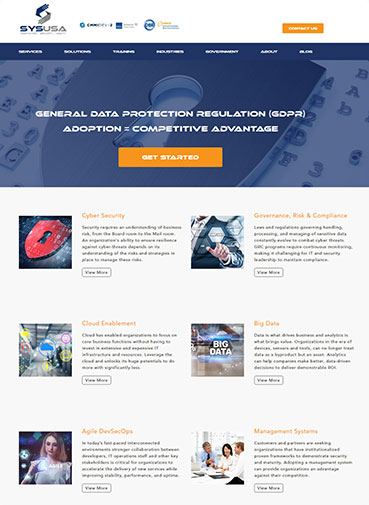 SYSUSA
CONTACT US
SERVICES
SOLUTIONS
TRAINING
INDUSTRIES
GOVERNMENT
ABOUT
BLOG
GENERAL DATA PROTECTION REGULATION (GDPR)
ADOPTION = COMPETITIVE ADVANTAGE
GET STARTED
Cyber Security
Security requires an understanding of business
risk, from the Board room to the Mail room.
An organization's ability to ensure resilience
against cyber-threats depends on its
understanding of the risks and strategies in
place to manage these risks.
View More
Governance, Risk & Compliance
Laws and regulations governing handling,
processing, and managing of sensitive data
constantly evolve to combat cyber threats.
GRC programs require continuous monitoring,
making it challenging for IT and security
leadership to maintain compliance.
View More
Cloud Enablement
Cloud has enabled organizations to focus on
core business functions without having to
invest in extensive and expensive IT
infrastructure and resources. Leverage the
cloud and unlocks its huge potentials to do
more with significantly less.
View More
BIG
DATA
Big Data
Data is what drives business and analytics is
what brings value. Organizations in the era of
devices, sensors and tools, can no longer treat
data as a byproduct but an asset. Analytics
can help companies make better, data-driven
decisions to deliver demonstrable ROI.
View More
Agile DevSecOps
In today's fast paced interconnected
environments stronger collaboration between
developers, IT operations staff and other key
stakeholders is critical for organizations to
accelerate the delivery of new services while
improving stability, performance, and uptime.
View More
Management Systems
Customers and partners are seeking
organizations that have institutionalized
proven frameworks to demonstrate security
and maturity. Adopting a management system
can provide organizations an advantage
against their competition.
View More